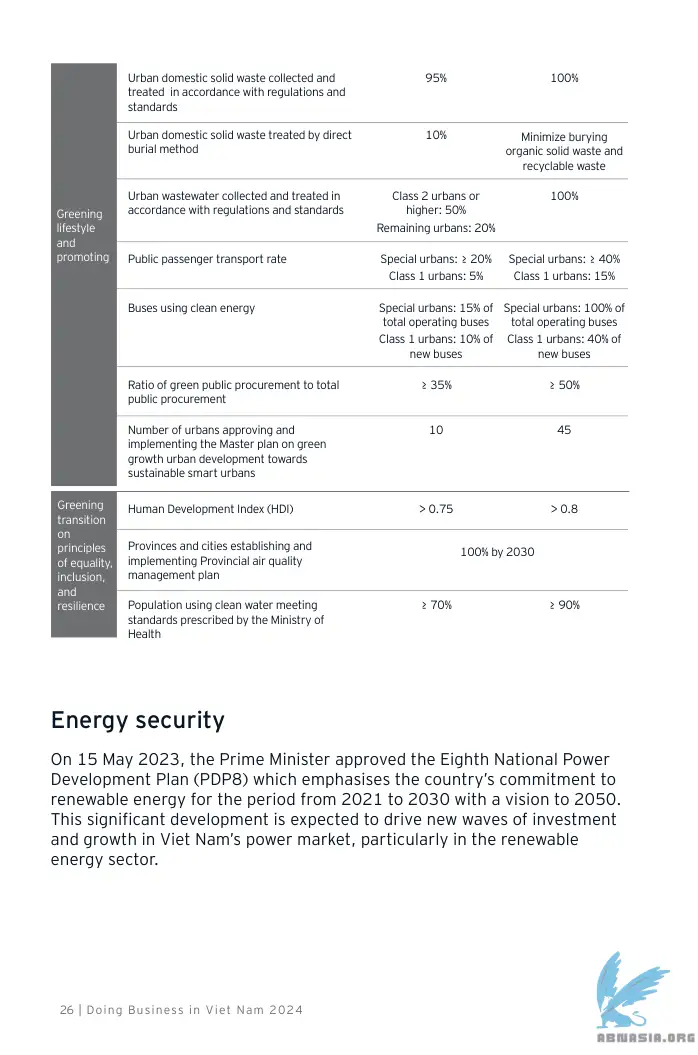 Greening
lifestyle
and
promoting
Urban domestic solid waste collected and
treated in accordance with regulations and
standards
95%
100%
Urban domestic solid waste treated by direct
burial method
10%
Minimize burying
organic solid waste and
recyclable waste
Urban wastewater collected and treated in
accordance with regulations and standards
Class 2 urbans or
higher: 50%
Remaining urbans: 20%
100%
Public passenger transport rate
Special urbans: ≥ 20%
Class 1 urbans: 5%
Special urbans: ≥ 40%
Class 1 urbans: 15%
Buses using clean energy
Special urbans: 15% of
total operating buses
Class 1 urbans: 10% of
new buses
Special urbans: 100% of
total operating buses
Class 1 urbans: 40% of
new buses
Ratio of green public procurement to total
public procurement
≥ 35%
≥ 50%
Number of urbans approving and
implementing the Master plan on green
growth urban development towards
sustainable smart urbans
10
45
Greening
transition
on
principles
of equality,
inclusion,
and
resilience
Human Development Index (HDI)
> 0.75
> 0.8
Provinces and cities establishing and
implementing Provincial air quality
management plan
100% by 2030
Population using clean water meeting
standards prescribed by the Ministry of
Health
≥ 70%
≥ 90%
Energy security
On 15 May 2023, the Prime Minister approved the Eighth National Power
Development Plan (PDP8) which emphasises the country's commitment to
renewable energy for the period from 2021 to 2030 with a vision to 2050.
This significant development is expected to drive new waves of investment
and growth in Viet Nam's power market, particularly in the renewable
energy sector.
26 | Doing Business in Viet Nam 2024
ABNASIA.ORG